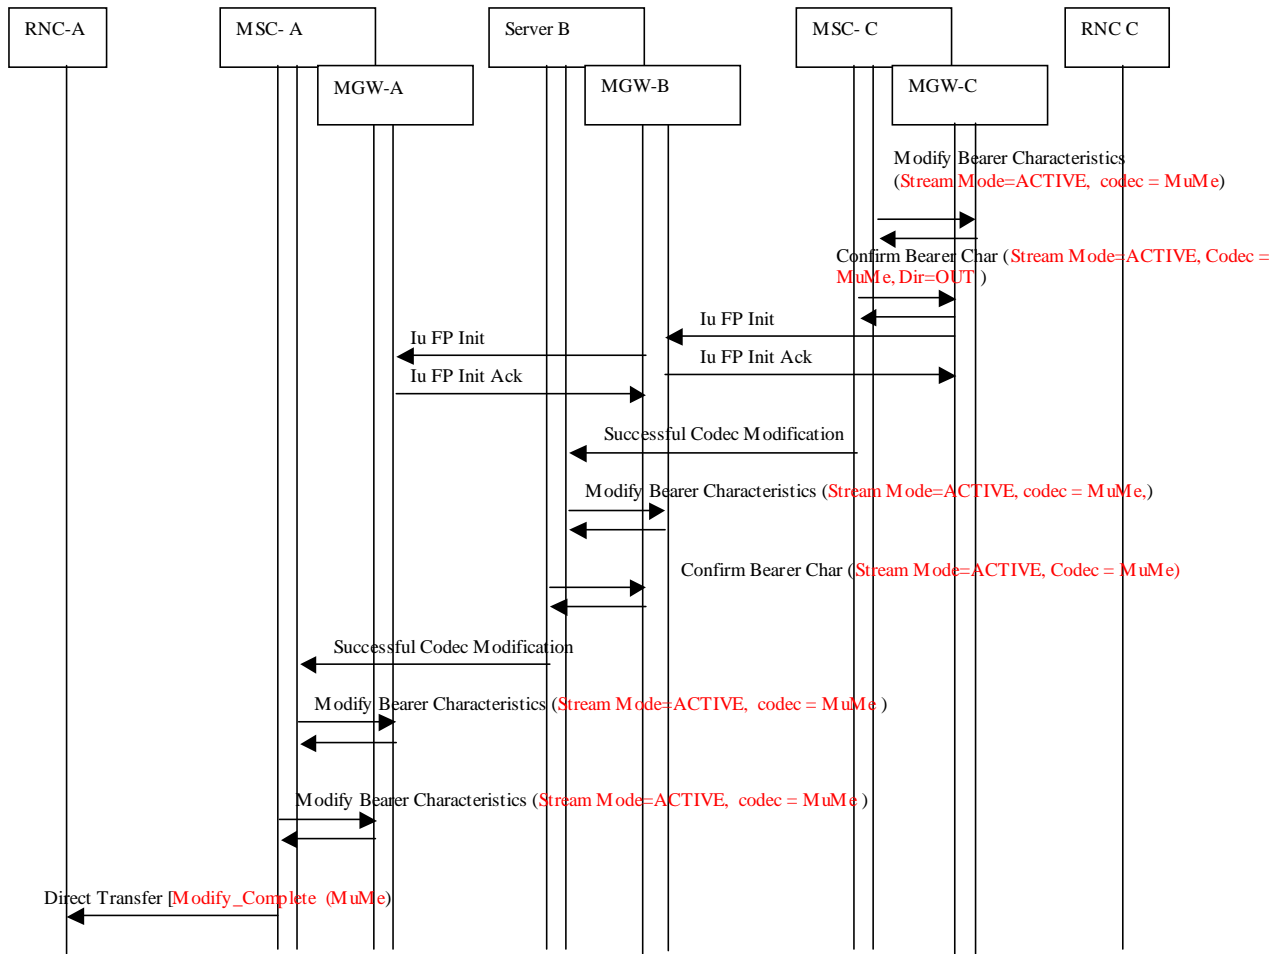 RNC-A
MSC- A
Server B
MSC- C
RNC C
MGW-A
MGW-B
MGW-C
Modify Bearer Characteristics
(Stream Mode=ACTIVE, codec = MuMe)
Confirm Bearer Char (Stream Mode=ACTIVE, Codec =
MuMe, Dir=OUT )
Iu FP Init
Iu FP Init
Iu FP Init Ack
Iu FP Init Ack
Successful Codec Modification
Modify Bearer Characteristics (Stream Mode=ACTIVE, codec = MuMe,)
Confirm Bearer Char (Stream Mode=ACTIVE, Codec = MuMe)
Successful Codec Modification
Modify Bearer Characteristics (Stream Mode=ACTIVE, codec = MuMe )
Modify Bearer Characteristics (Stream Mode=ACTIVE, codec = MuMe )
Direct Transfer [Modify_Complete (MuMe)